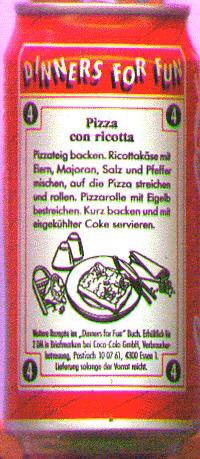 DINNERS FOR FUN
4 4
Pizza
con ricotta
Pizzateig backen. Ricottakäse mit
Eiern, Majoran, Salz und Pfeffer
mischen, auf die Pizza streichen
und rollen. Pizzarolle mit Eigelb
bestreichen. Kurz backen und mit
eisgekühlter Coke servieren.
Weitere Rezepte im „Dinners for Fun" Buch. Erhältlich für
2 DM in Briefmarken bei Coca-Cola GmbH, Verbraucher-
betreuung, Postfach 10 07 61, 4300 Essen 1.
Lieferung solange der Vorrat reicht.
4 4